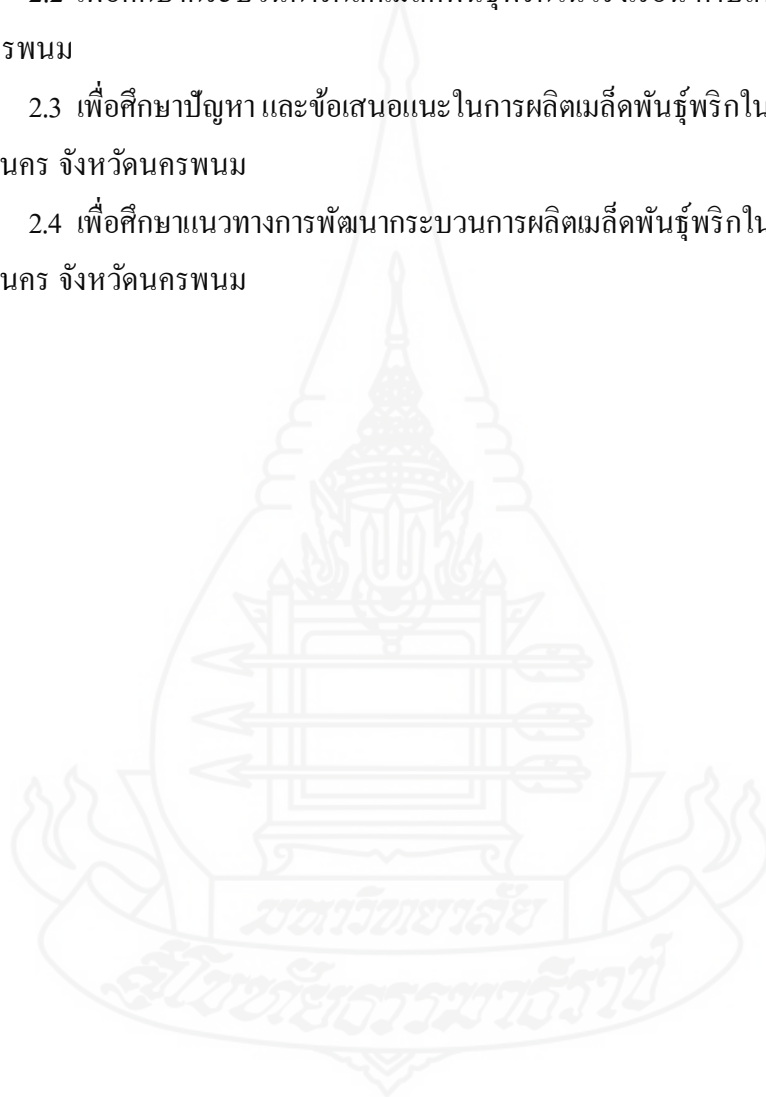 รพนม
2.3 เพื่อศึกษาปัญหา และข้อเสนอแนะในการผลิตเมล็ดพันธุ์พริกใน
นคร จังหวัดนครพนม
2.4 เพื่อศึกษาแนวทางการพัฒนากระบวนการผลิตเมล็ดพันธุ์พริกใน
นคร จังหวัดนครพนม
มหาวิทยาลัย
สุโขทัยธรรมาธิราช